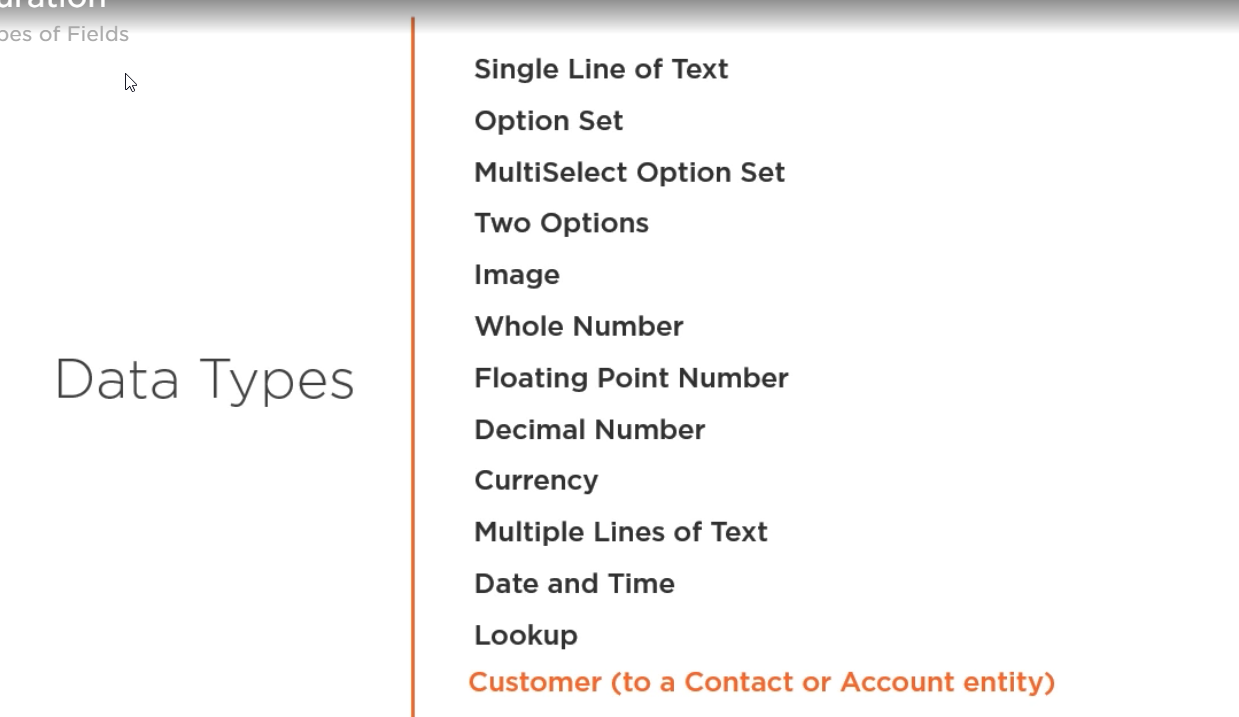 of Fields
Data Types
Single Line of Text
Option Set
MultiSelect Option Set
Two Options
Image
Whole Number
Floating Point Number
Decimal Number
Currency
Multiple Lines of Text
Date and Time
Lookup
Customer (to a Contact or Account entity)